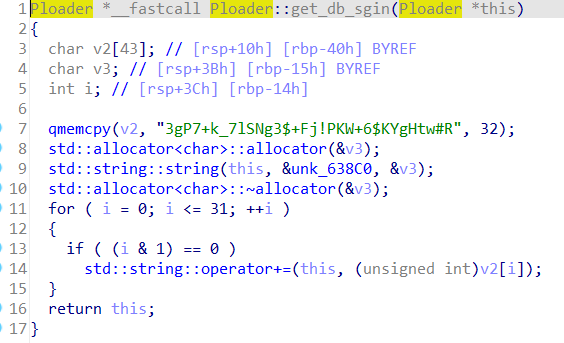 1 Ploader *__fastcall Ploader::get_db_sgin(Ploader *this)
2 {
3 char v2[43]; // [rsp+10h] [rbp-40h] BYREF
4 char v3; // [rsp+3Bh] [rbp-15h] BYREF
5 int i; // [rsp+3Ch] [rbp-14h]
6
7 qmemcpy(v2, "3gP7+k_7lSNg3$+Fj!PKW+6$KYgHtw#R", 32);
8 std::allocator<char>::allocator(&v3);
9 std::string::string(this, &unk_638C0, &v3);
10 std::allocator<char>::~allocator(&v3);
11 for ( i = 0; i <= 31; ++i )
12 {
13 if ( (i & 1) == 0 )
14 std::string::operator+=(this, (unsigned int)v2[i]);
15 }
16 return this;
17 }